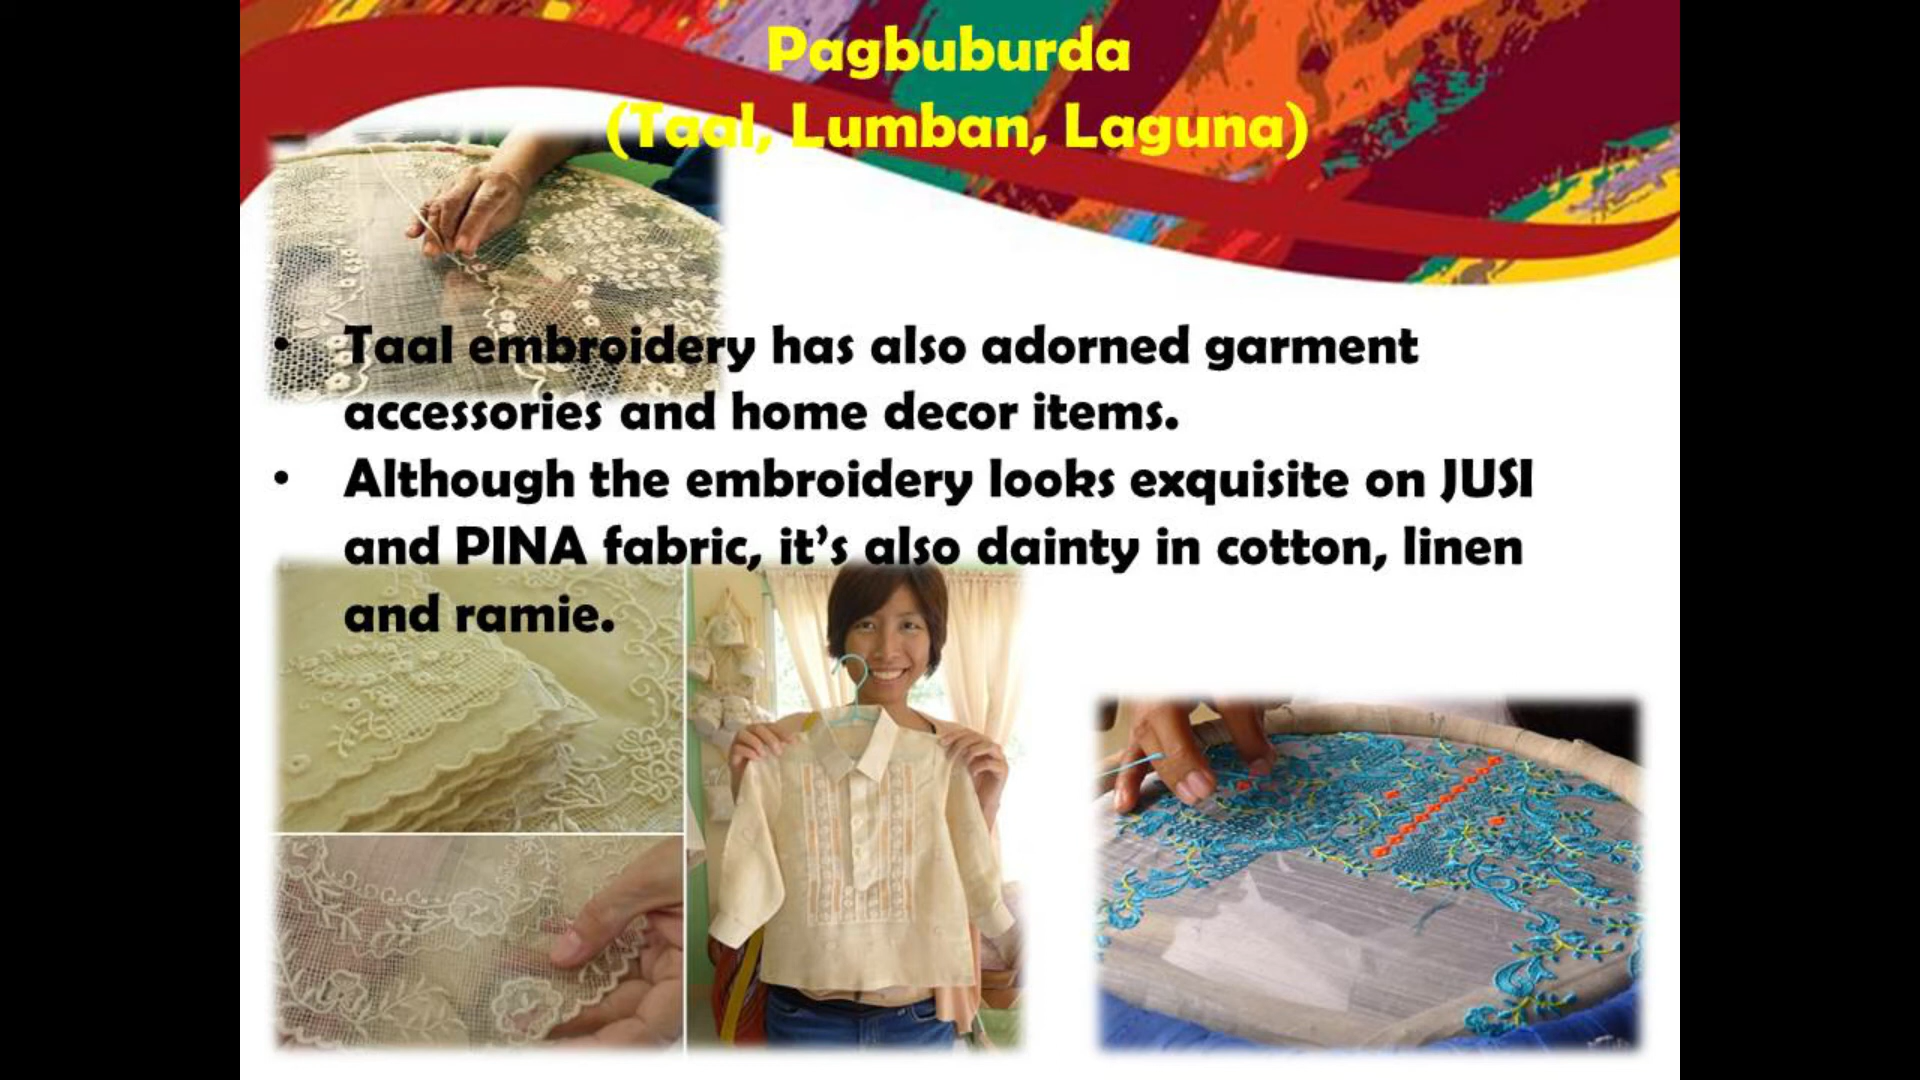 Pagbuburda
(Taal, Lumban, Laguna)
• Taal embroidery has also adorned garment
accessories and home decor items.
• Although the embroidery looks exquisite on JUSI
and PINA fabric, it’s also dainty in cotton, linen
and ramie.